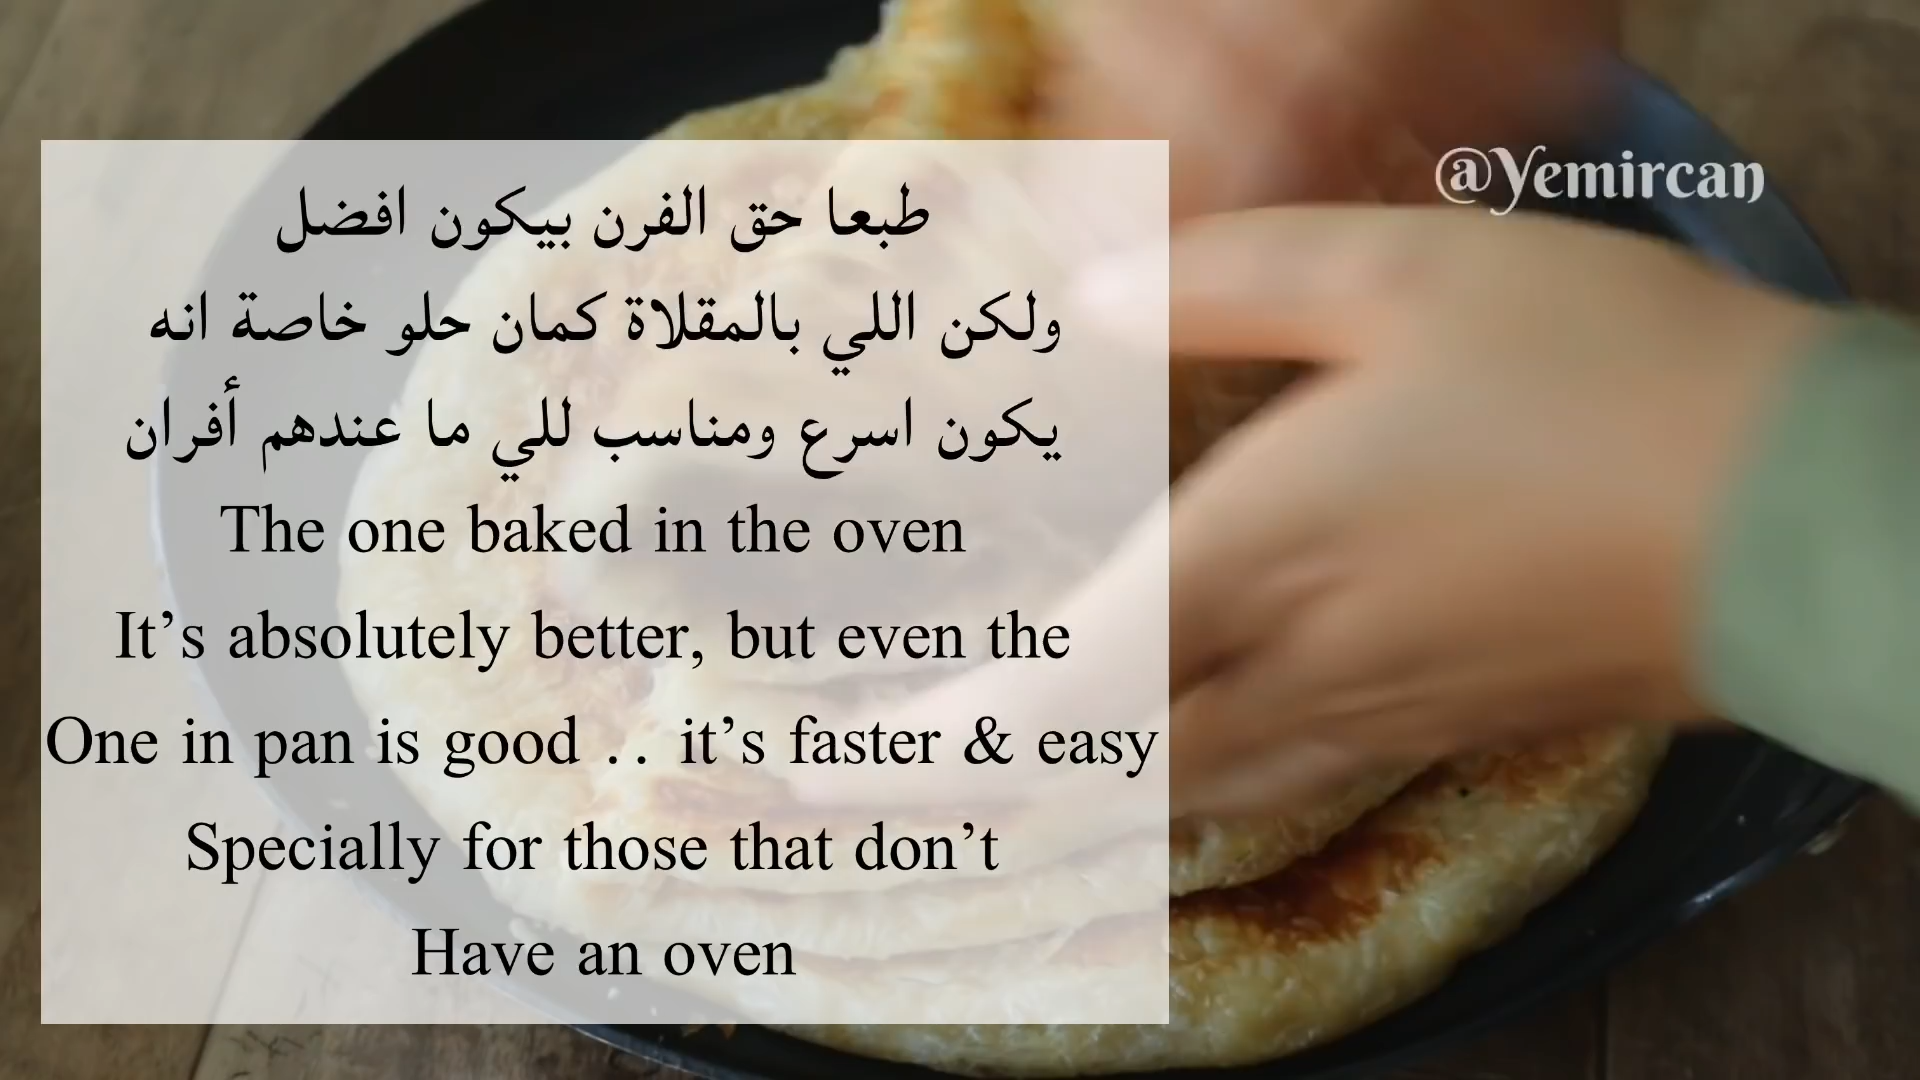 طبعا حق الفرن بيكون افضل
ولكن اللي بالمقلاة كمان حلو خاصة انه
يكون اسرع ومناسب للي ما عندهم أفران
The one baked in the oven
It’s absolutely better, but even the
One in pan is good .. it’s faster & easy
Specially for those that don’t
Have an oven
@Yemircan